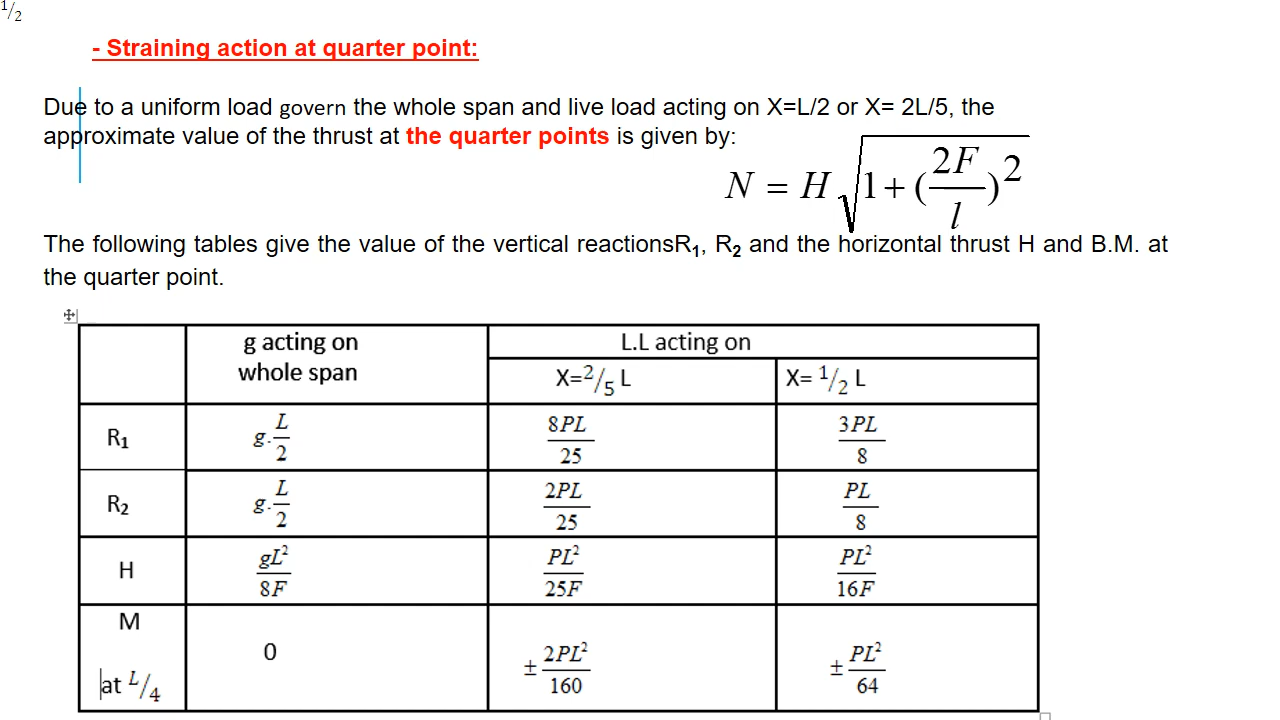 1/2
- Straining action at quarter point:
Due to a uniform load govern the whole span and live load acting on X=L/2 or X= 2L/5, the
approximate value of the thrust at the quarter points is given by:
N = H √(1 + (2F/l)²)
The following tables give the value of the vertical reactionsR₁, R₂ and the horizontal thrust H and B.M. at
the quarter point.
g acting on whole span | L.L acting on
X=2/5 L | X= 1/2 L
R₁ | g.L/2 | 8PL/25 | 3PL/8
R₂ | g.L/2 | 2PL/25 | PL/8
H | gL²/8F | PL²/25F | PL²/16F
M at L/4 | 0 | ± 2PL²/160 | ± PL²/64